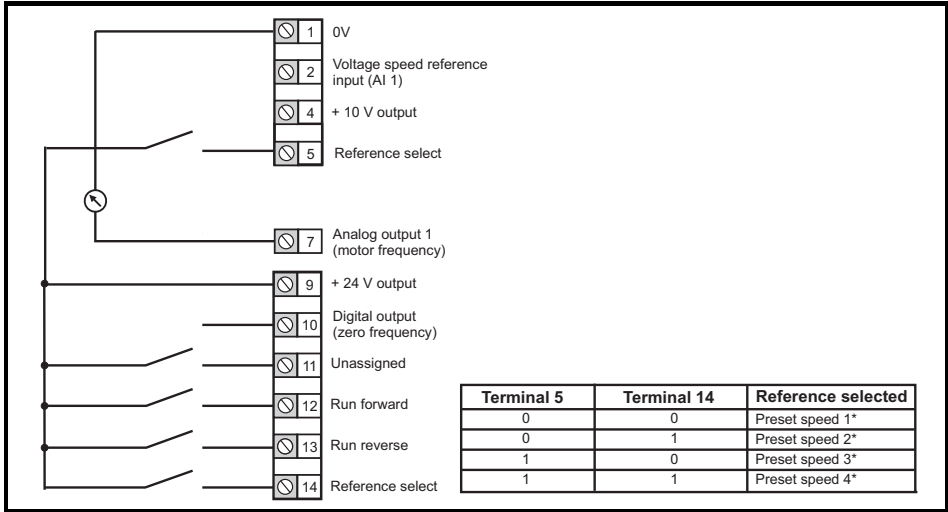 1 0V
2 Voltage speed reference
input (AI 1)
4 + 10 V output
5 Reference select
7 Analog output 1
(motor frequency)
9 + 24 V output
10 Digital output
(zero frequency)
11 Unassigned
12 Run forward
13 Run reverse
14 Reference select
Terminal 5 Terminal 14 Reference selected
0 0 Preset speed 1*
0 1 Preset speed 2*
1 0 Preset speed 3*
1 1 Preset speed 4*